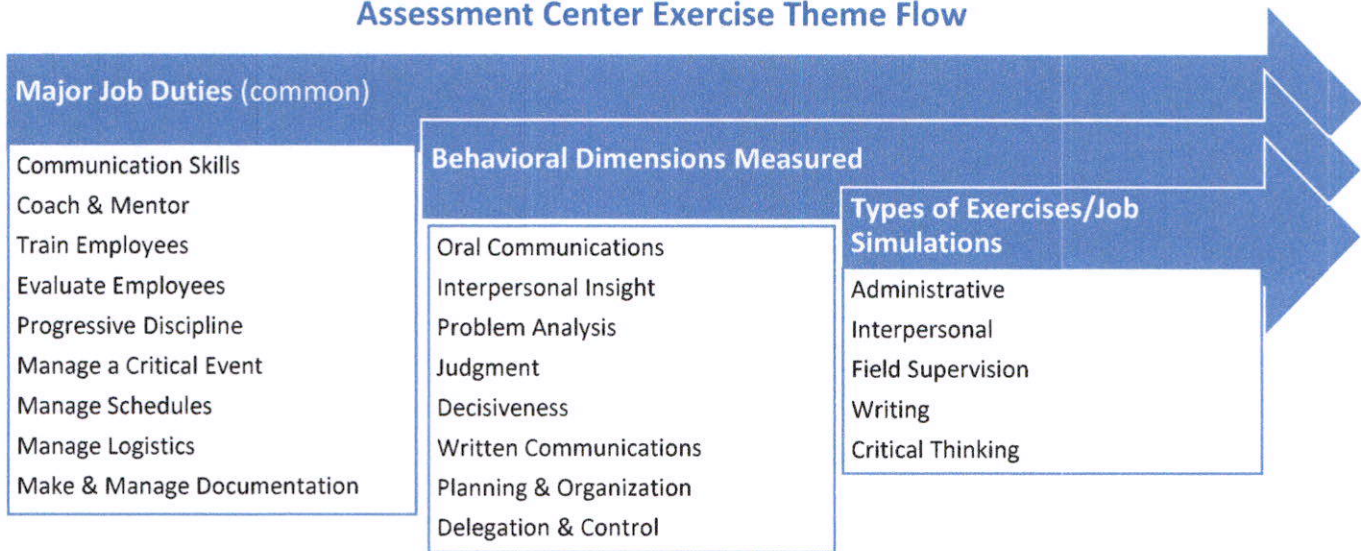 Assessment Center Exercise Theme Flow
Major Job Duties (common)
Communication Skills
Coach & Mentor
Train Employees
Evaluate Employees
Progressive Discipline
Manage a Critical Event
Manage Schedules
Manage Logistics
Make & Manage Documentation
Behavioral Dimensions Measured
Oral Communications
Interpersonal Insight
Problem Analysis
Judgment
Decisiveness
Written Communications
Planning & Organization
Delegation & Control
Types of Exercises/Job
Simulations
Administrative
Interpersonal
Field Supervision
Writing
Critical Thinking